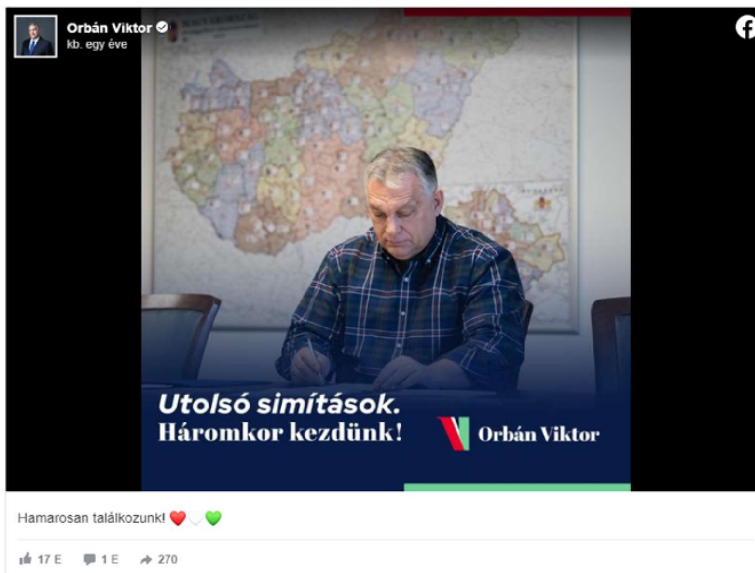 Orbán Viktor
kb. egy éve
Utolsó simítások.
Háromkor kezdünk!
Orbán Viktor
Hamarosan találkozunk! ❤️🤍💚
17 E 1 E 270